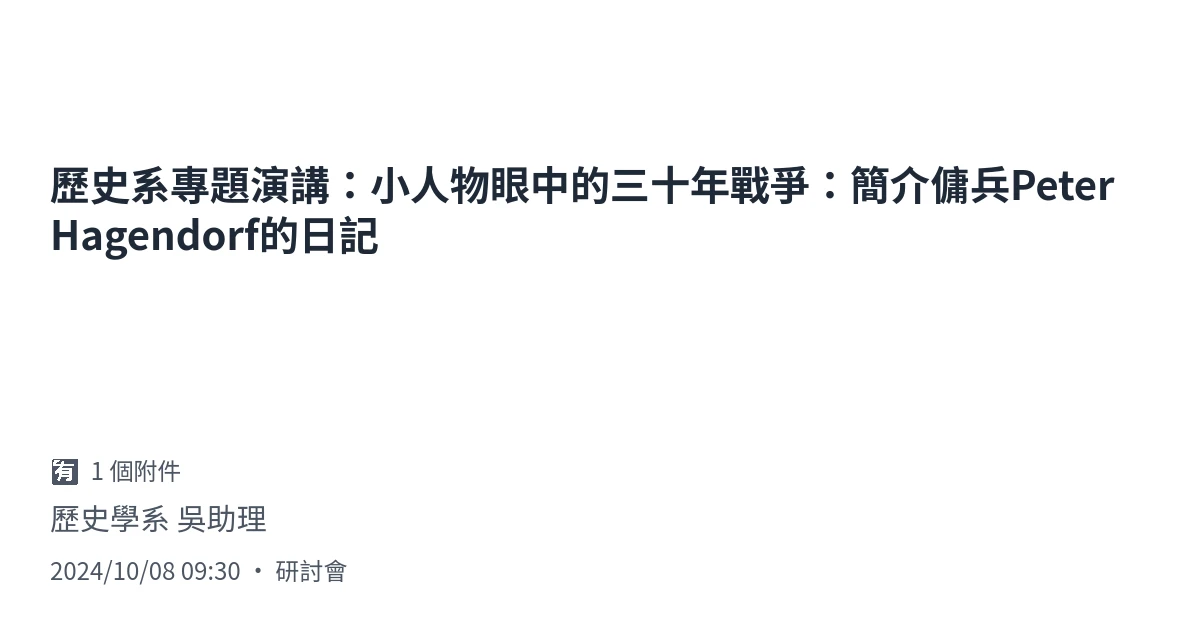 歷史系專題演講：小人物眼中的三十年戰爭：簡介傭兵Peter
Hagendorf的日記
有 1 個附件
歷史學系 吳助理
2024/10/08 09:30 ・ 研討會